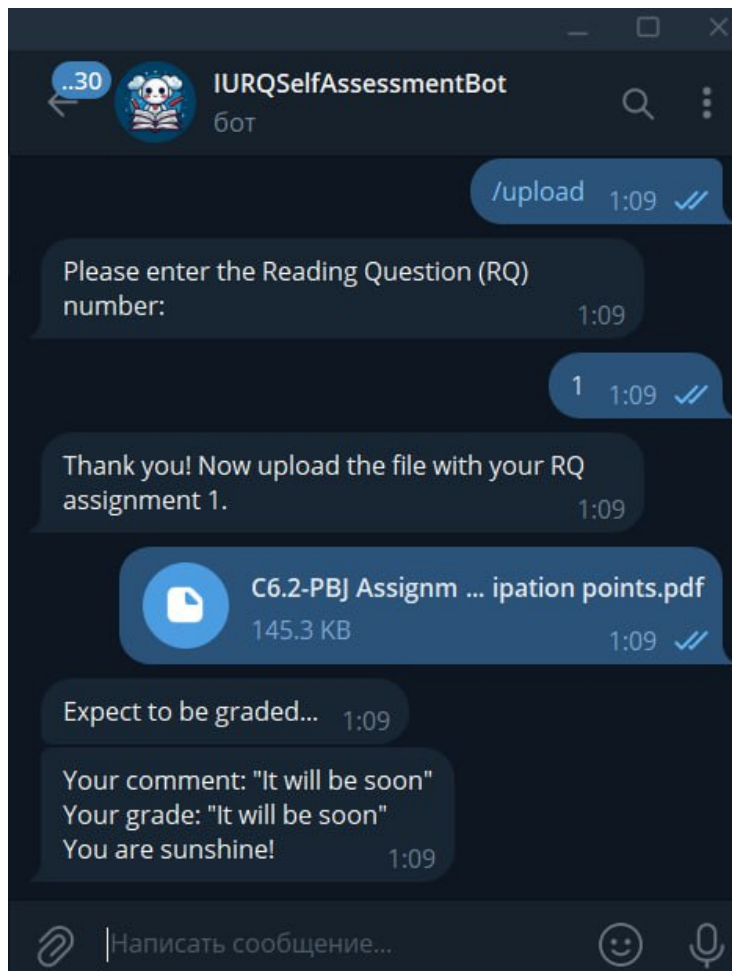 ..30
IURQSelfAssessmentBot
бот
/upload 1:09
Please enter the Reading Question (RQ)
number:
1:09
1 1:09
Thank you! Now upload the file with your RQ
assignment 1.
1:09
C6.2-PBJ Assignm ... ipation points.pdf
145.3 KB
1:09
Expect to be graded... 1:09
Your comment: "It will be soon"
Your grade: "It will be soon"
You are sunshine!
1:09
Написать сообщение...